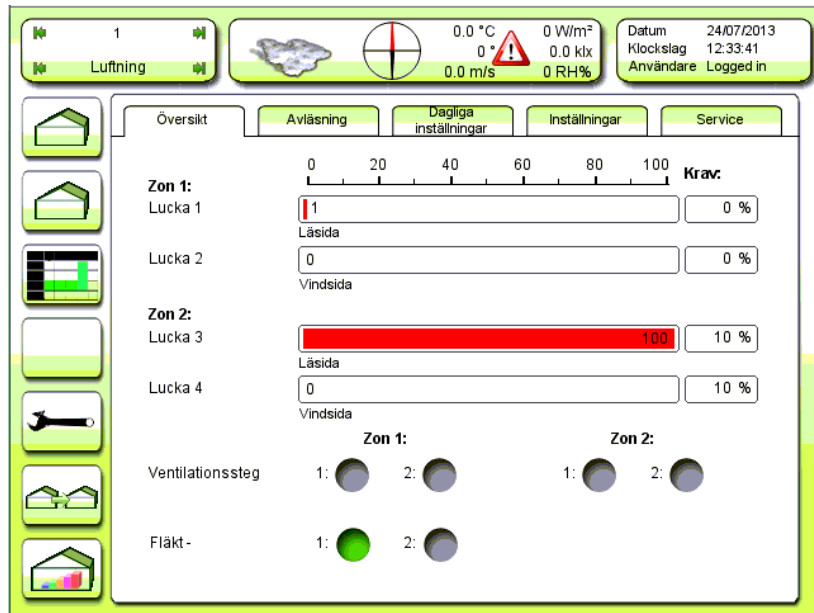 1
Luftning
0.0 °C
0 °
0.0 m/s
0 W/m²
0.0 klx
0 RH%
Datum 24/07/2013
Klockslag 12:33:41
Användare Logged in
Översikt
Avläsning
Dagliga
inställningar
Inställningar
Service
0 20 40 60 80 100
Krav:
Zon 1:
Lucka 1 1 0 %
Läsida
Lucka 2 0 0 %
Vindsida
Zon 2:
Lucka 3 100 10 %
Läsida
Lucka 4 0 10 %
Vindsida
Zon 1: Zon 2:
Ventilationssteg 1: 2: 1: 2:
Fläkt- 1: 2: